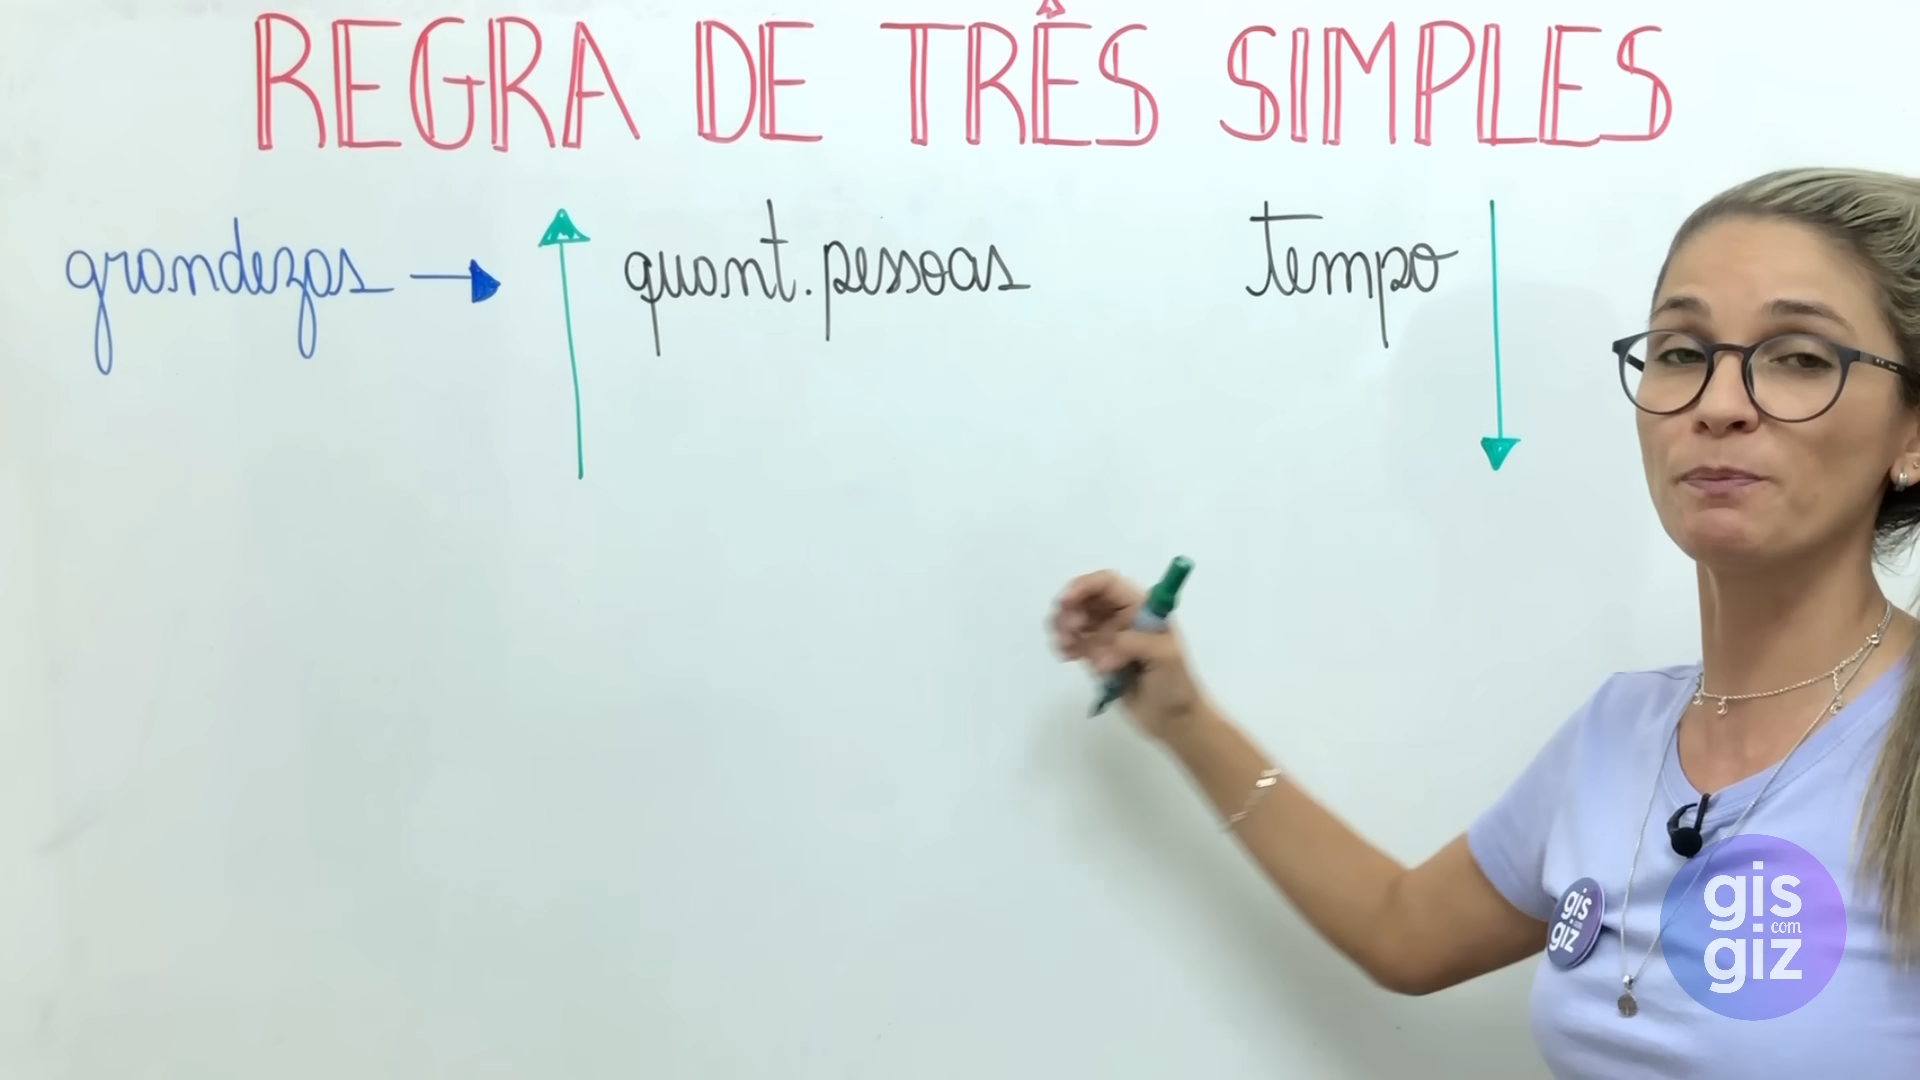 REGRA DE TRÊS SIMPLES
grandezas → quant. pessoas tempo
gis
giz
gis
com
giz